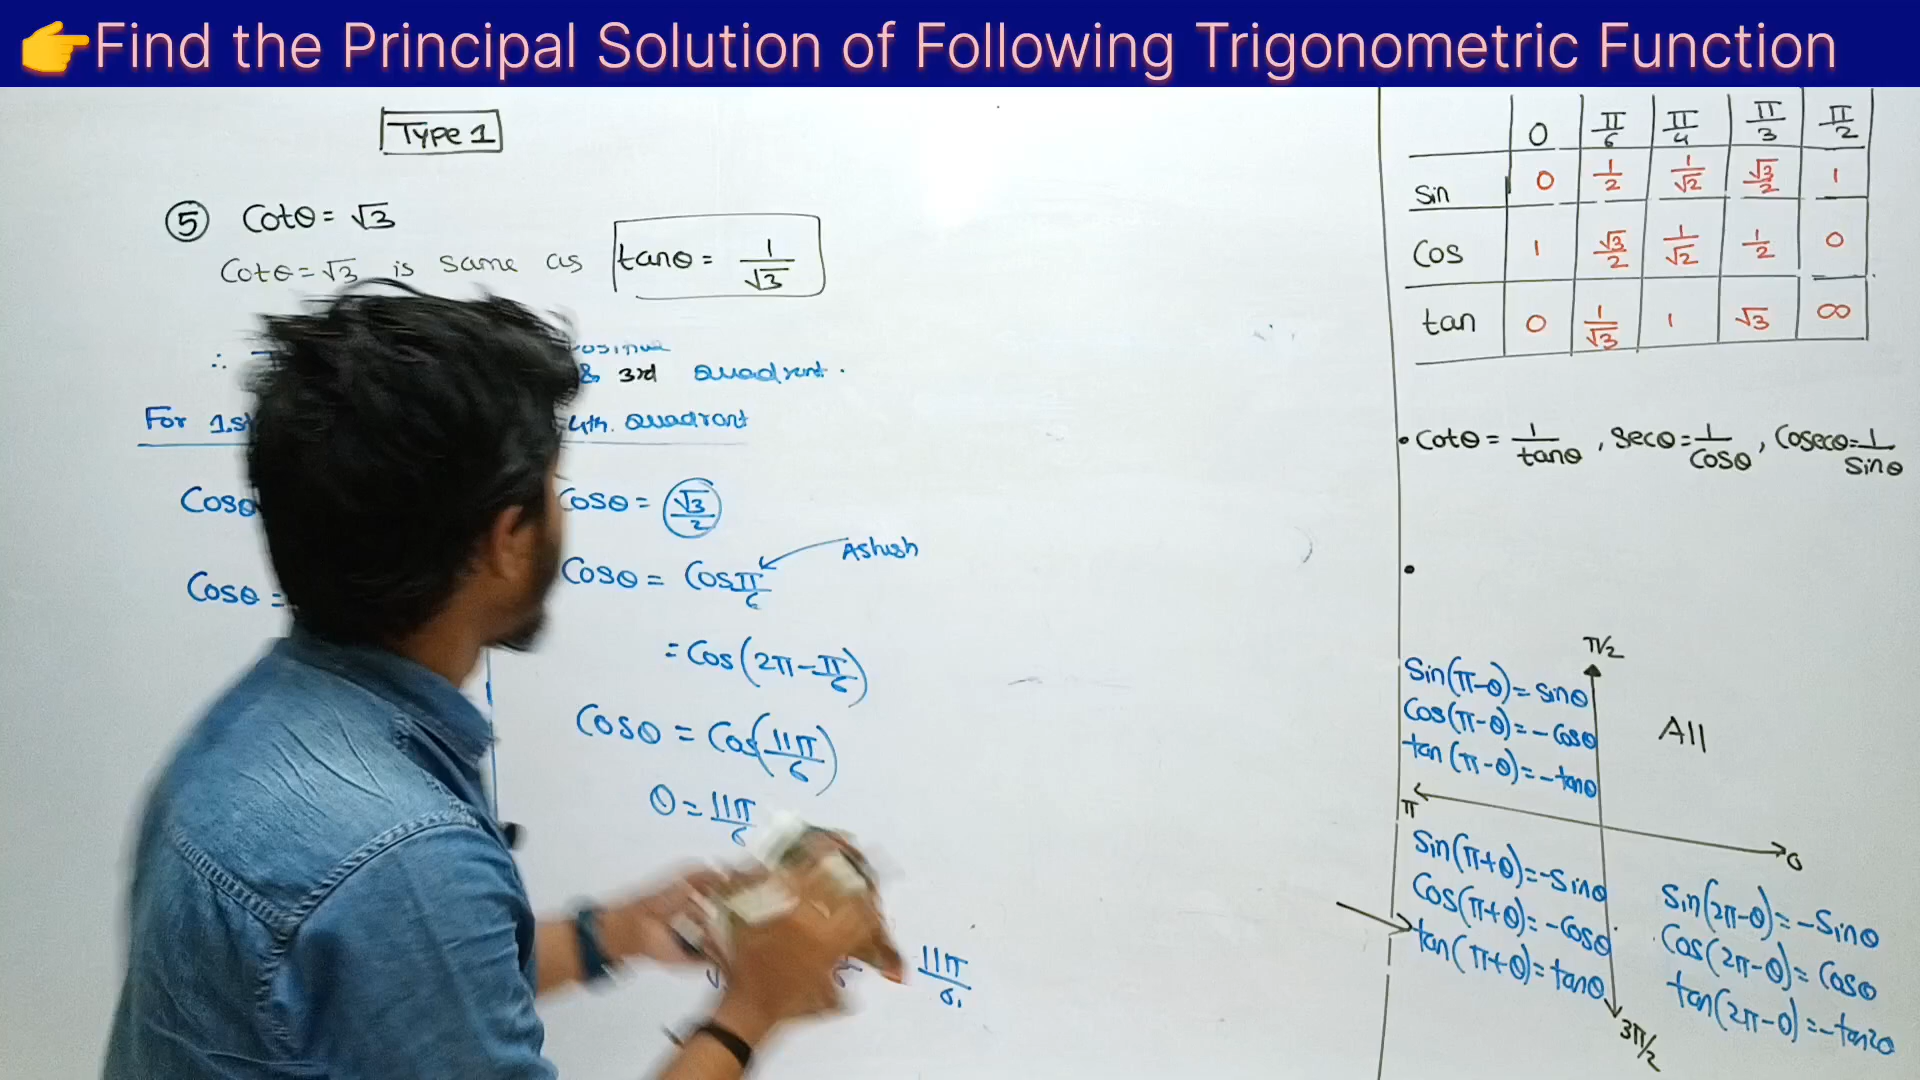 👉Find the Principal Solution of Following Trigonometric Function
Type 1
⑤ Cotθ = √3
Cotθ = √3 is same as tanθ = 1/√3
∴
& 3rd Quadrant.
For 1st 4th Quadrant
Cosθ
Cosθ = √3/2
Cosθ =
Cosθ = Cos π/6
Ashish
= Cos(2π - π/6)
Cosθ = Cos(11π/6)
θ = 11π/6
11π/6.
0 π/6 π/4 π/3 π/2
Sin 0 1/2 1/√2 √3/2 1
Cos 1 √3/2 1/√2 1/2 0
tan 0 1/√3 1 √3 ∞
• Cotθ = 1/tanθ , Secθ = 1/Cosθ , Cosecθ = 1/Sinθ
•
π/2
Sin(π-θ) = Sinθ
Cos(π-θ) = -Cosθ
tan(π-θ) = -tanθ
All
π
0
Sin(π+θ) = -Sinθ
Cos(π+θ) = -Cosθ
tan(π+θ) = tanθ
Sin(2π-θ) = -Sinθ
Cos(2π-θ) = Cosθ
3π/2